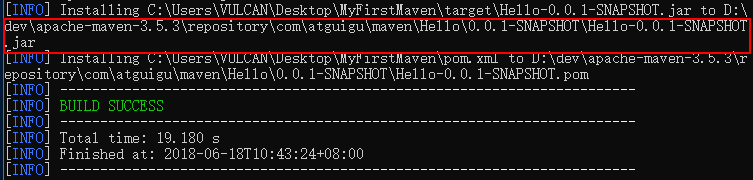 [INFO] Installing C:\Users\VULCAN\Desktop\MyFirstMaven\target\Hello-0.0.1-SNAPSHOT.jar to D:\
dev\apache-maven-3.5.3\repository\com\atguigu\maven\Hello\0.0.1-SNAPSHOT\Hello-0.0.1-SNAPSHOT
.jar
[INFO] Installing C:\Users\VULCAN\Desktop\MyFirstMaven\pom.xml to D:\dev\apache-maven-3.5.3\r
epository\com\atguigu\maven\Hello\0.0.1-SNAPSHOT\Hello-0.0.1-SNAPSHOT.pom
[INFO] ------------------------------------------------------------------------
[INFO] BUILD SUCCESS
[INFO] ------------------------------------------------------------------------
[INFO] Total time: 19.180 s
[INFO] Finished at: 2018-06-18T10:43:24+08:00
[INFO] ------------------------------------------------------------------------